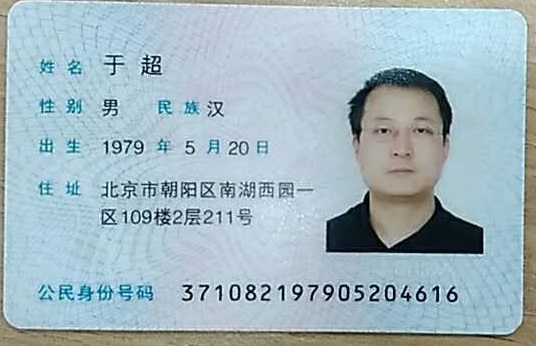 姓名 于超
性别 男 民族 汉
出生 1979 年 5 月 20 日
住址 北京市朝阳区南湖西园一
区109楼2层211号
公民身份号码 371082197905204616